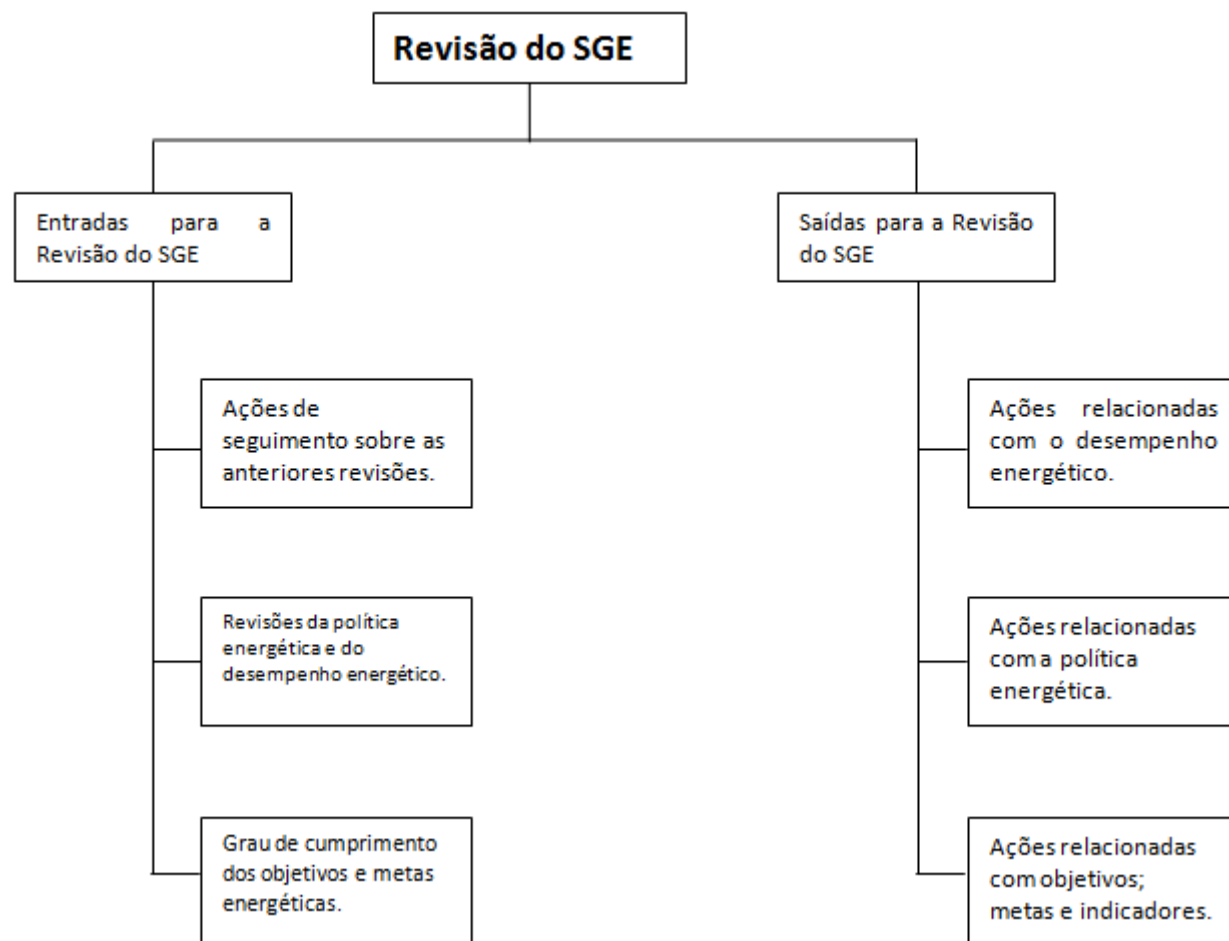 Revisão do SGE
Entradas para a
Revisão do SGE
Saídas para a Revisão
do SGE
Ações de
seguimento sobre as
anteriores revisões.
Ações relacionadas
com o desempenho
energético.
Revisões da política
energética e do
desempenho energético.
Ações relacionadas
com a política
energética.
Grau de cumprimento
dos objetivos e metas
energéticas.
Ações relacionadas
com objetivos;
metas e indicadores.